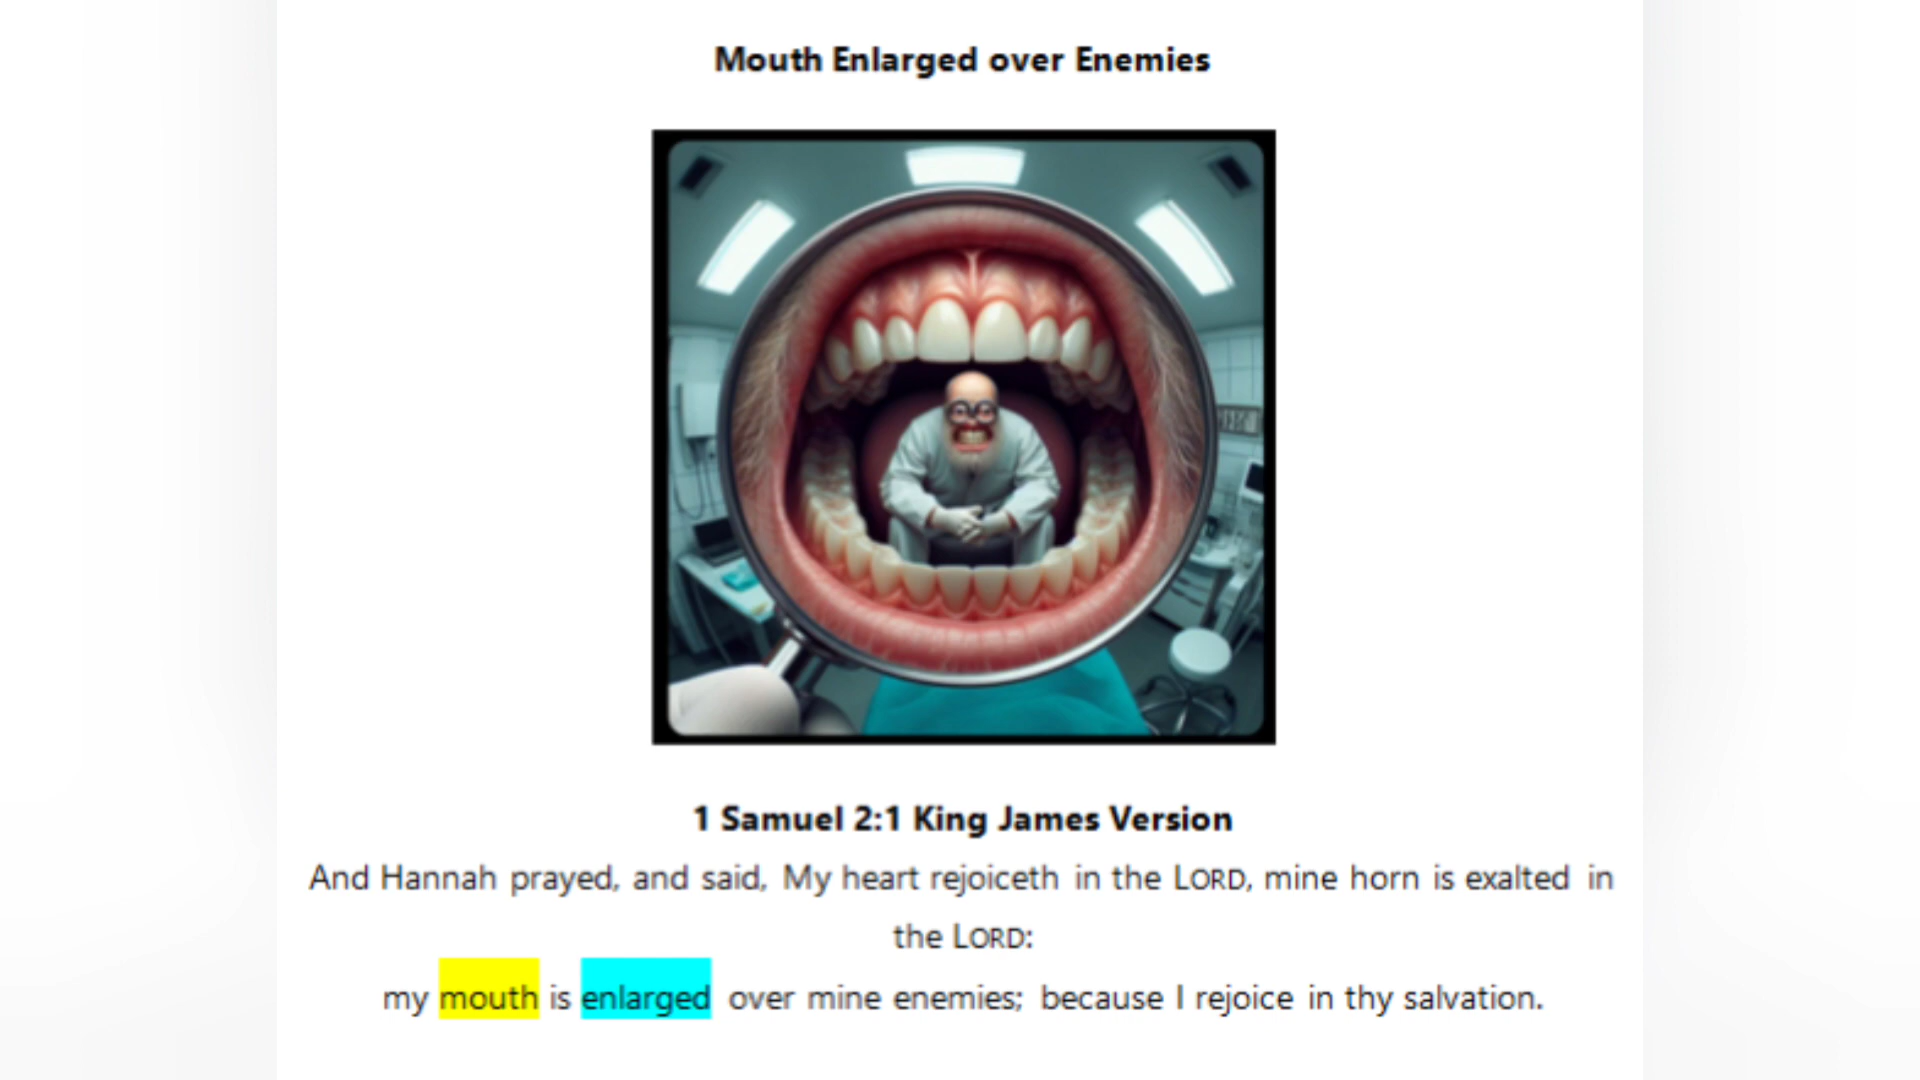 Mouth Enlarged over Enemies
1 Samuel 2:1 King James Version
And Hannah prayed, and said, My heart rejoiceth in the LORD, mine horn is exalted in
the LORD:
my mouth is enlarged over mine enemies; because I rejoice in thy salvation.